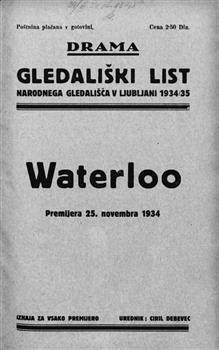 Poštnina plačana v gotovini.
Cena 2·50 Din.
DRAMA
GLEDALIŠKI LIST
NARODNEGA GLEDALIŠČA V LJUBLJANI 1934/35
Waterloo
Premijera 25. novembra 1934
IZHAJA ZA VSAKO PREMIJERO
UREDNIK: CIRIL DEBEVEC